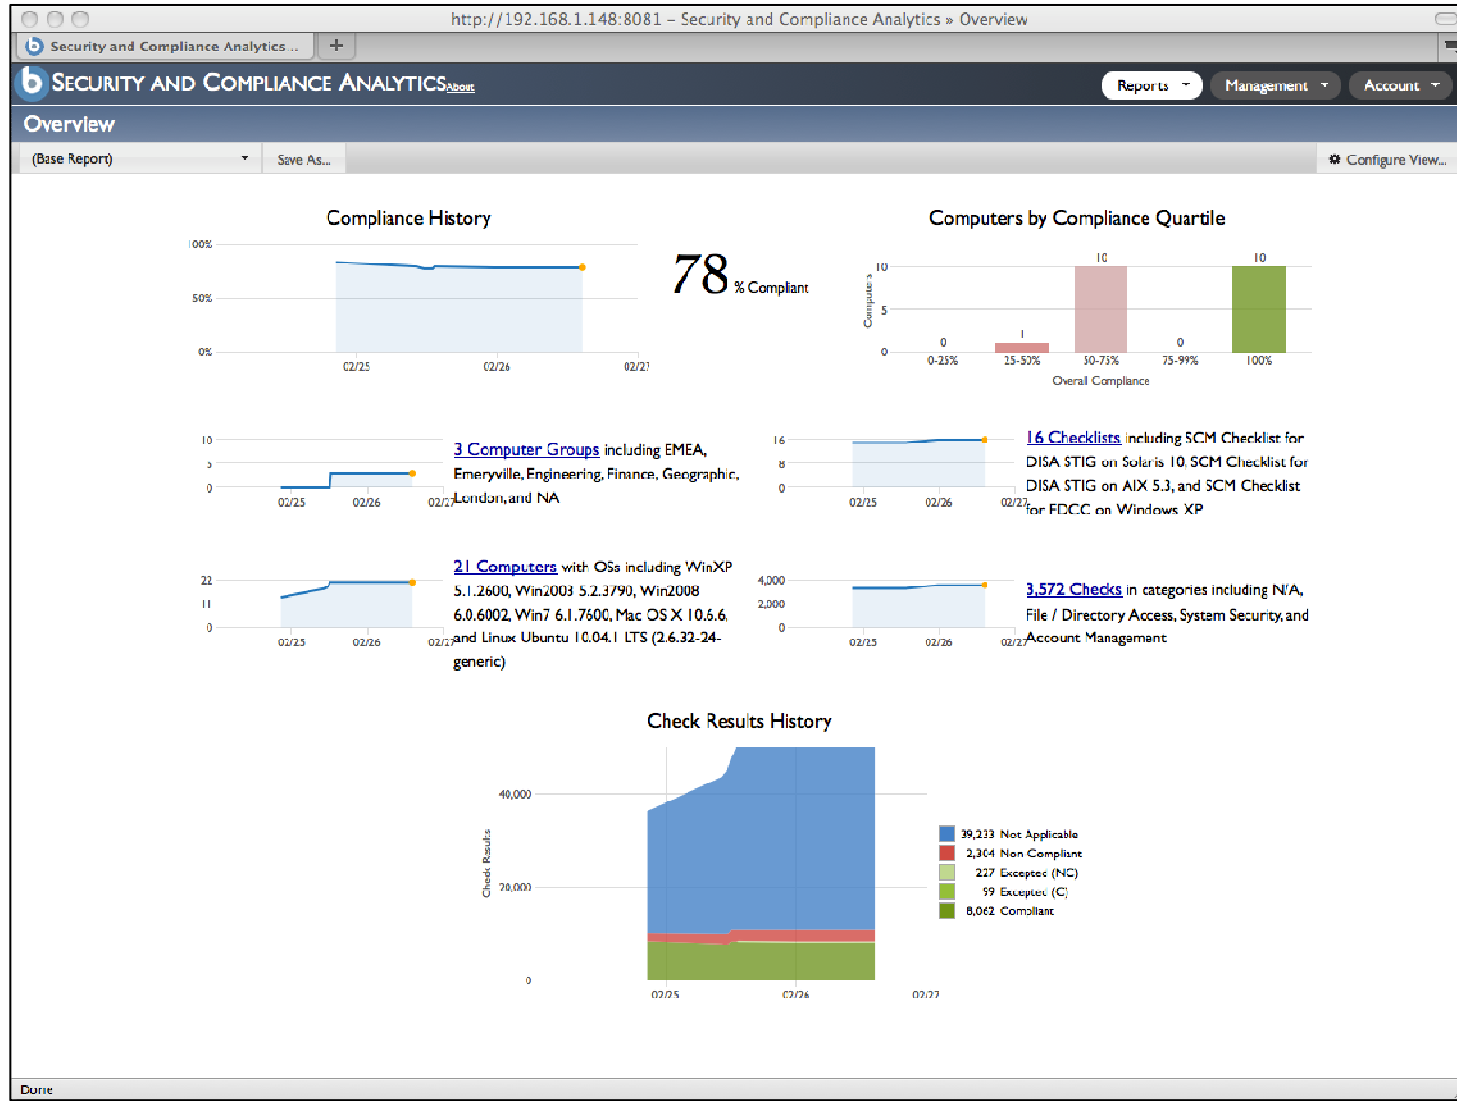 http://192.168.1.148:8081 – Security and Compliance Analytics » Overview
Security and Compliance Analytics... +
b SECURITY AND COMPLIANCE ANALYTICS About
Reports Management Account
Overview
(Base Report) Save As... Configure View...
Compliance History
100%
50%
0%
02/25 02/26 02/27
78 % Compliant
Computers by Compliance Quartile
Computers
10
5
0
0 1 10 0 10
0-25% 25-50% 50-75% 75-99% 100%
Overall Compliance
10
5
0
02/25 02/26 02/27
3 Computer Groups including EMEA,
Emeryville, Engineering, Finance, Geographic,
London, and NA
16
8
0
02/25 02/26 02/27
16 Checklists including SCM Checklist for
DISA STIG on Solaris 10, SCM Checklist for
DISA STIG on AIX 5.3, and SCM Checklist
for FDCC on Windows XP
22
11
0
02/25 02/26 02/27
21 Computers with OSs including WinXP
5.1.2600, Win2003 5.2.3790, Win2008
6.0.6002, Win7 6.1.7600, Mac OS X 10.6.6,
and Linux Ubuntu 10.04.1 LTS (2.6.32-24-
generic)
4,000
2,000
0
02/25 02/26 02/27
3,572 Checks in categories including N/A,
File / Directory Access, System Security, and
Account Management
Check Results History
Check Results
40,000
20,000
0
02/25 02/26 02/27
39,233 Not Applicable
2,304 Non Compliant
227 Excepted (NC)
99 Excepted (C)
8,062 Compliant
Done